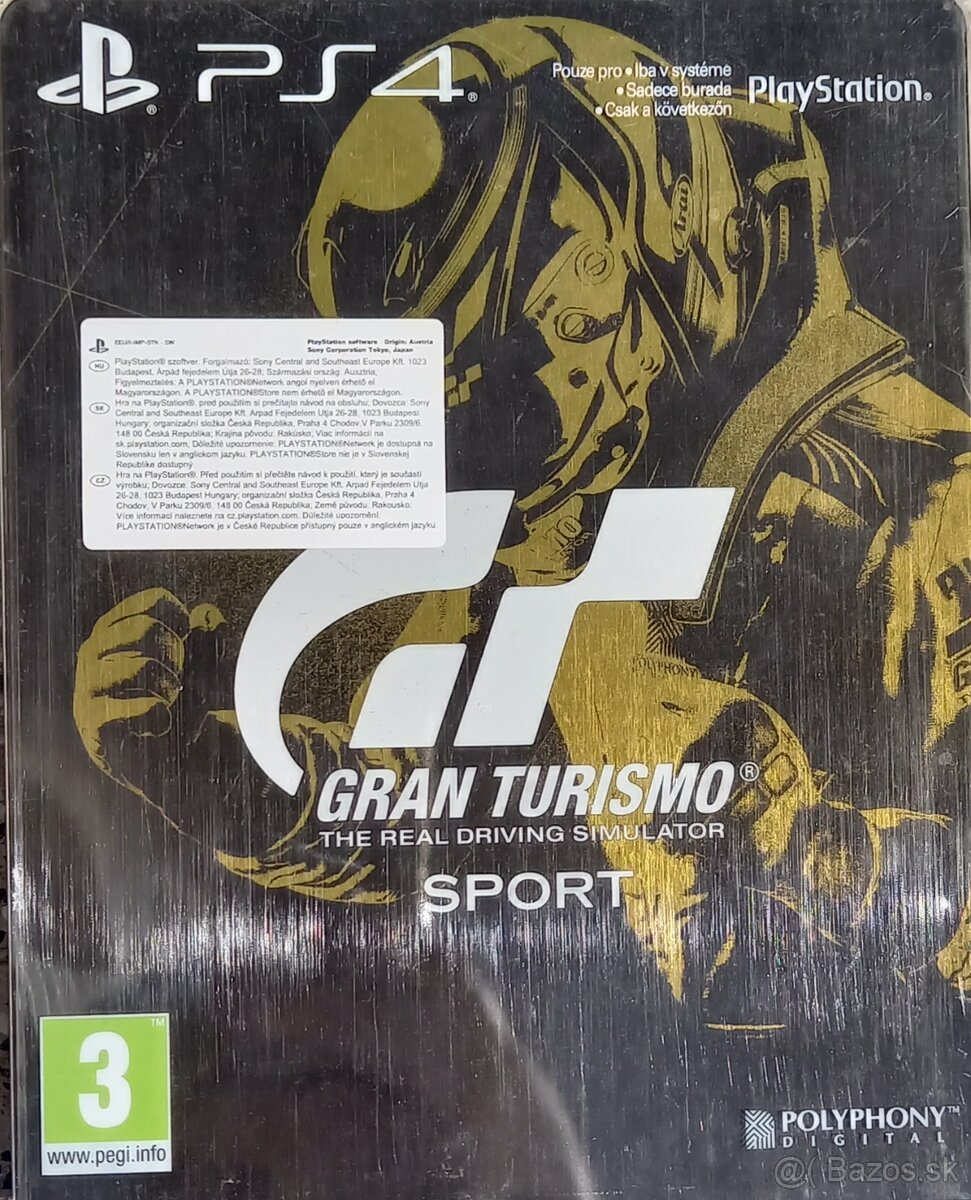 PS4®
Pouze pro • Iba v systéme
• Sadece burada
• Csak a következőn
PlayStation®
EEUR-IMP-STK - SW
PlayStation software Origin: Austria
Sony Corporation Tokyo, Japan
HU
PlayStation® szoftver, Forgalmazó: Sony Central and Southeast Europe Kft. 1023
Budapest, Árpád fejedelem Útja 26-28; Származási ország: Ausztria;
Figyelmeztetés: A PLAYSTATION®Network angol nyelven érhető el
Magyarországon. A PLAYSTATION®Store nem érhető el Magyarországon.
SK
Hra na PlayStation®, pred použitím si prečítajte návod na obsluhu; Dovozca: Sony
Central and Southeast Europe Kft. Arpad Fejedelem Utja 26-28, 1023 Budapest
Hungary; organizační složka Česká Republika, Praha 4 Chodov, V Parku 2309/6
148 00 Česká Republika; Krajina pôvodu: Rakúsko; Viac informácií na
sk.playstation.com; Dôležité upozornenie: PLAYSTATION®Network je dostupná na
Slovensku len v anglickom jazyku. PLAYSTATION®Store nie je v Slovenskej
Republike dostupný
CZ
Hra na PlayStation®. Před použitím si přečtěte návod k použití, který je součástí
výrobku; Dovozce: Sony Central and Southeast Europe Kft. Arpad Fejedelem Utja
26-28, 1023 Budapest Hungary; organizační složka Česká Republika, Praha 4
Chodov, V Parku 2309/6, 148 00 Česká Republika; Země původu: Rakousko;
Více informací naleznete na cz.playstation.com. Důležité upozornění:
PLAYSTATION®Network je v České Republice přístupný pouze v anglickém jazyku.
Arai
POLYPHONY
GRAN TURISMO®
THE REAL DRIVING SIMULATOR
SPORT
3™
www.pegi.info
POLYPHONY™
DIGITAL
@( Bazos.sk